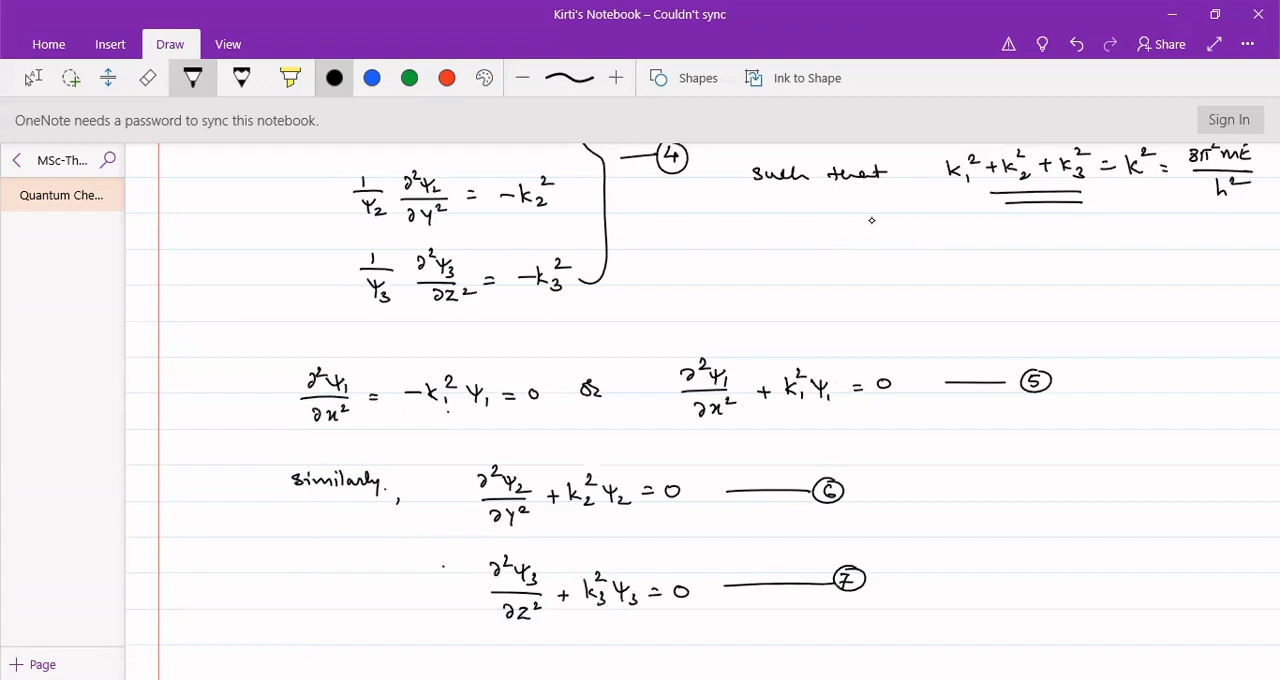 Kirti's Notebook – Couldn't sync
Home Insert Draw View Share
Shapes Ink to Shape
OneNote needs a password to sync this notebook. Sign In
MSc-Th...
Quantum Che...
④
such that k₁² + k₂² + k₃² = k² = 8π²mE / h²
1/ψ₂ ∂²ψ₂/∂y² = -k₂²
1/ψ₃ ∂²ψ₃/∂z² = -k₃²
∂²ψ₁/∂x² = -k₁² ψ₁ = 0 or ∂²ψ₁/∂x² + k₁²ψ₁ = 0 —— ⑤
similarly, ∂²ψ₂/∂y² + k₂²ψ₂ = 0 —— ⑥
∂²ψ₃/∂z² + k₃²ψ₃ = 0 —— ⑦
+ Page